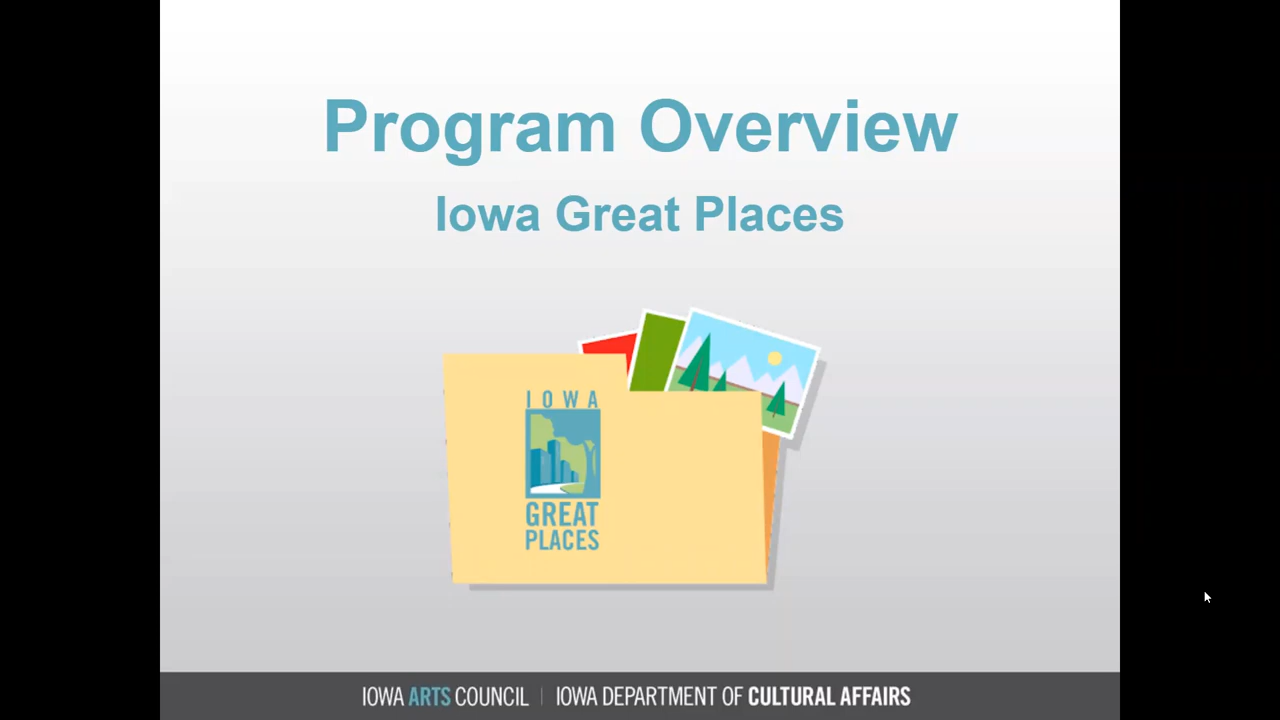 Program Overview
Iowa Great Places
IOWA
GREAT
PLACES
IOWA ARTS COUNCIL | IOWA DEPARTMENT OF CULTURAL AFFAIRS